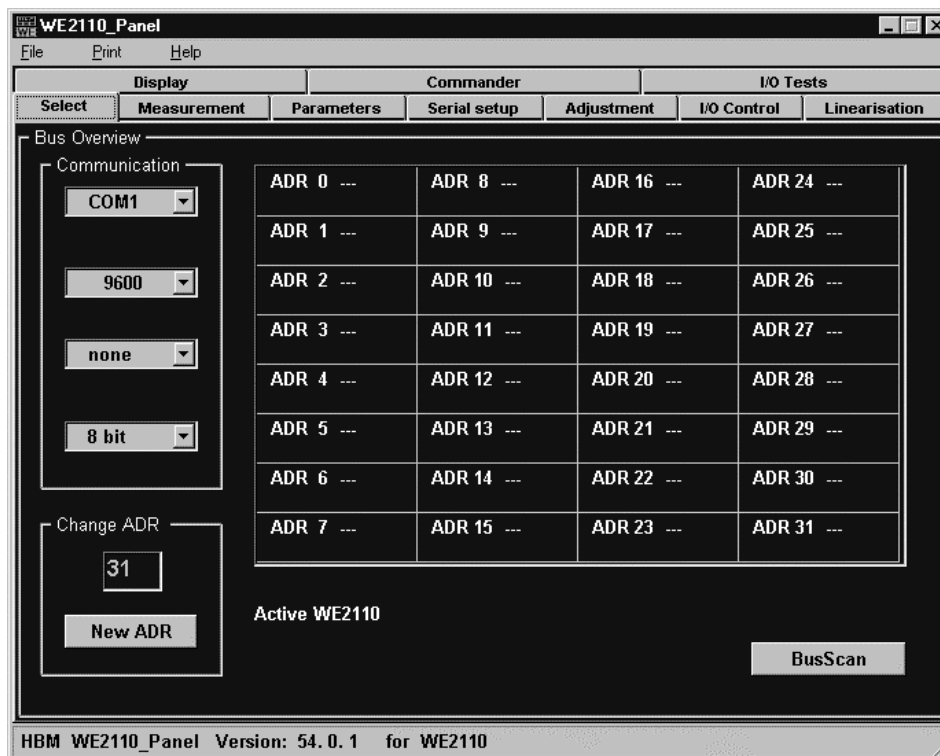 WE2110_Panel
File Print Help
Display Commander I/O Tests
Select Measurement Parameters Serial setup Adjustment I/O Control Linearisation
Bus Overview
Communication
COM1
9600
none
8 bit
ADR 0 --- ADR 8 --- ADR 16 --- ADR 24 ---
ADR 1 --- ADR 9 --- ADR 17 --- ADR 25 ---
ADR 2 --- ADR 10 --- ADR 18 --- ADR 26 ---
ADR 3 --- ADR 11 --- ADR 19 --- ADR 27 ---
ADR 4 --- ADR 12 --- ADR 20 --- ADR 28 ---
ADR 5 --- ADR 13 --- ADR 21 --- ADR 29 ---
ADR 6 --- ADR 14 --- ADR 22 --- ADR 30 ---
ADR 7 --- ADR 15 --- ADR 23 --- ADR 31 ---
Change ADR
31
New ADR
Active WE2110
BusScan
HBM WE2110_Panel Version: 54. 0. 1 for WE2110